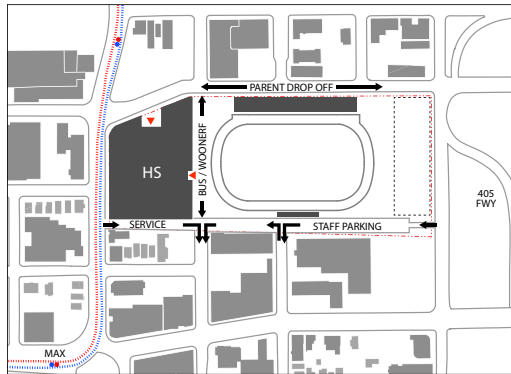 PARENT DROP OFF
BUS / WOONERF
HS
405
FWY
SERVICE
STAFF PARKING
MAX